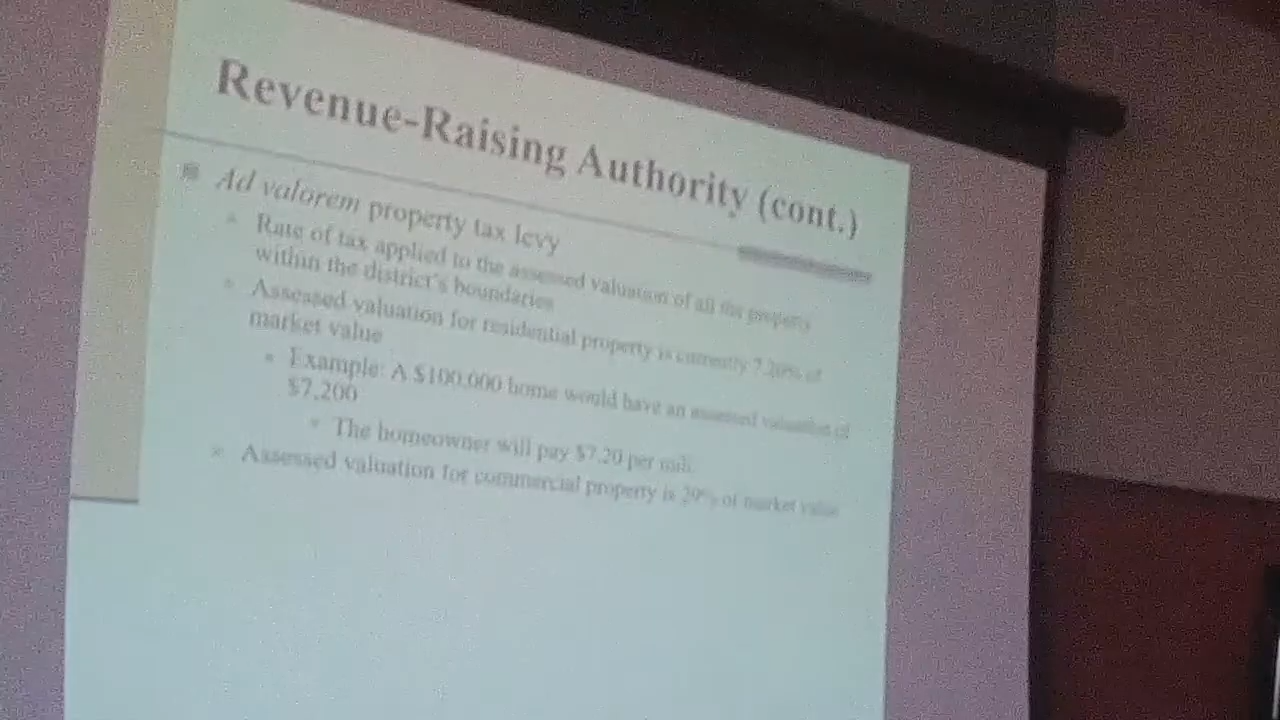 Revenue-Raising Authority (cont.)
Ad valorem property tax levy
Rate of tax applied to the assessed valuation of all the property
within the district's boundaries
Assessed valuation for residential property is currently 7.20% of
market value
Example: A $100,000 home would have an assessed valuation of
$7,200
The homeowner will pay $7.20 per mill.
Assessed valuation for commercial property is 29% of market value